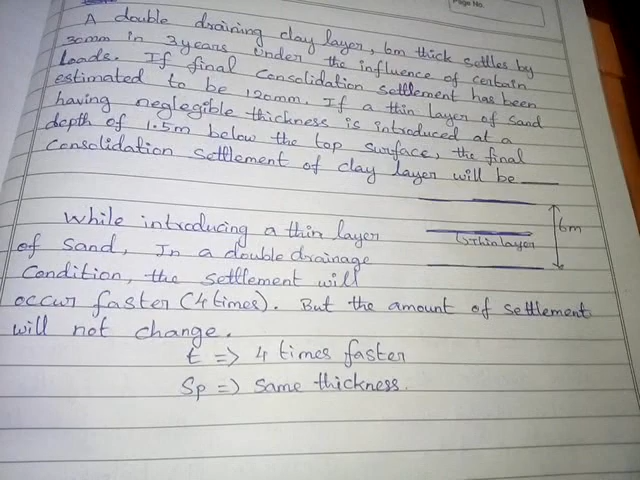 Page No.
A double draining clay layer, 6m thick settles by
30mm in 3years under the influence of certain
loads. If final consolidation settlement has been
estimated to be 120mm. If a thin layer of sand
having neglegible thickness is introduced at a
depth of 1.5m below the top surface, the final
Consolidation settlement of clay layer will be
While introducing a thin layer
of sand, In a double drainage
Condition, the settlement will
occur faster (4 times). But the amount of settlement
will not change.
6m
Thin layer
t => 4 times faster
Sp => Same thickness.